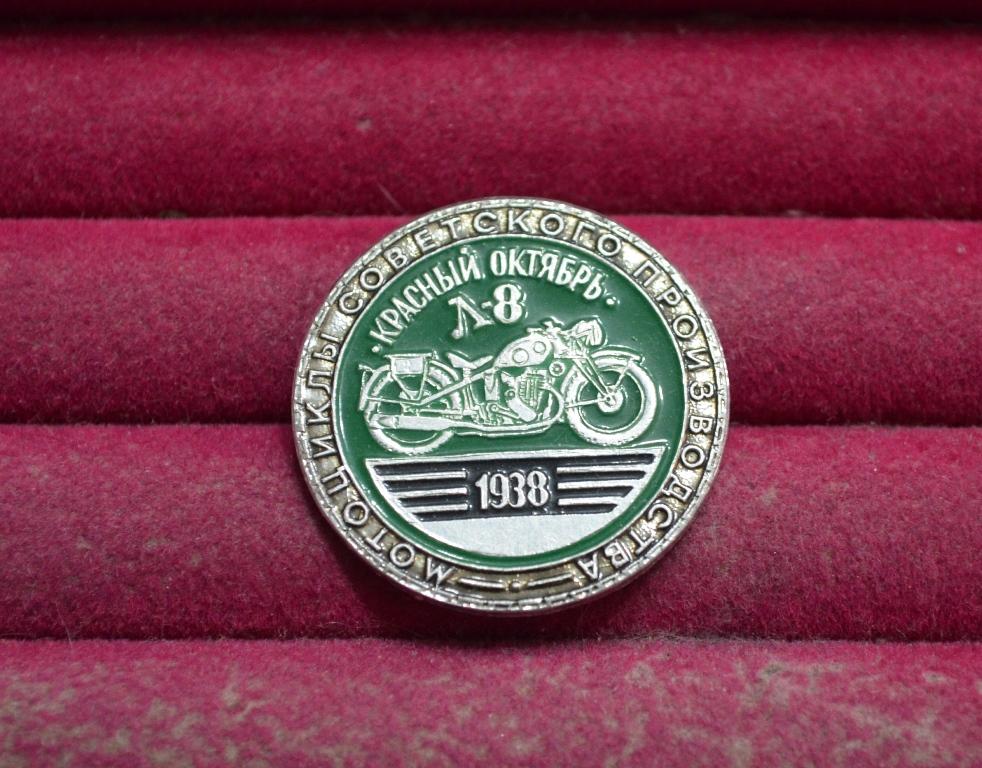 МОТОЦИКЛЫ СОВЕТСКОГО ПРОИЗВОДСТВА
КРАСНЫЙ ОКТЯБРЬ
Л-8
1938